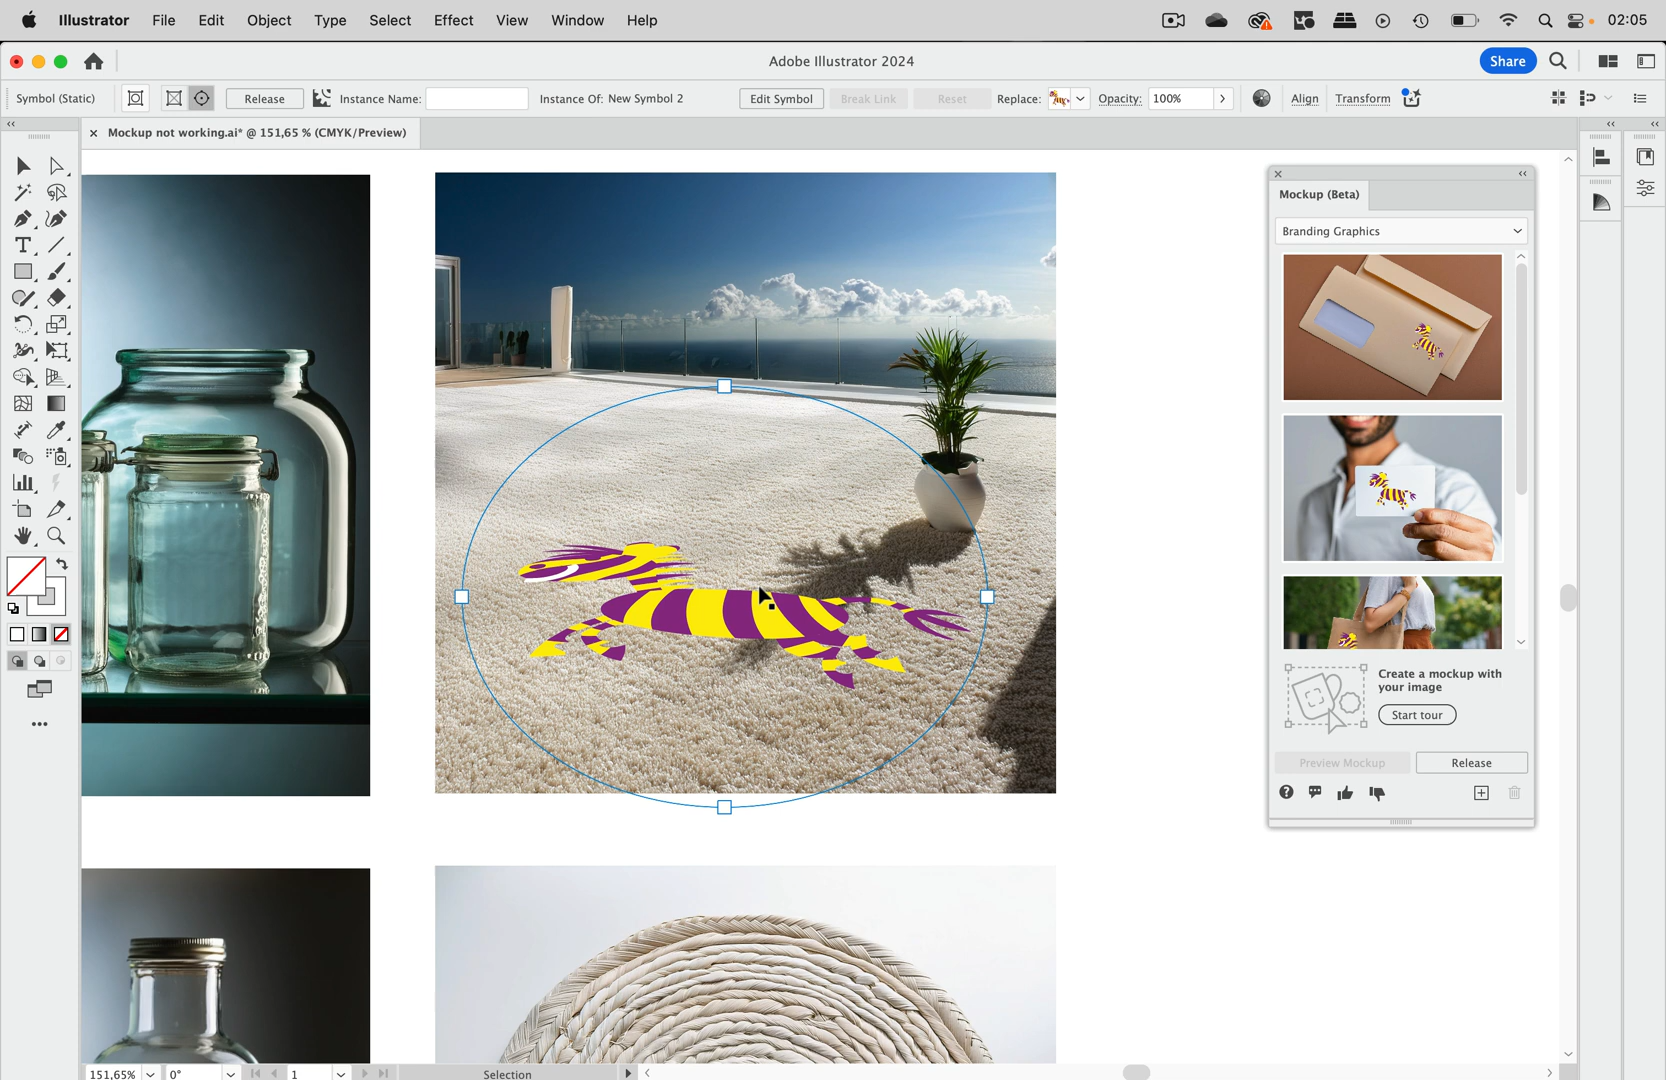 Illustrator File Edit Object Type Select Effect View Window Help 02:05
Adobe Illustrator 2024
Share
Symbol (Static) Release Instance Name: Instance Of: New Symbol 2 Edit Symbol Break Link Reset Replace: Opacity: 100% Align Transform
Mockup not working.ai* @ 151,65 % (CMYK/Preview)
Mockup (Beta)
Branding Graphics
Create a mockup with
your image
Start tour
Preview Mockup Release
151,65% 0° 1 Selection